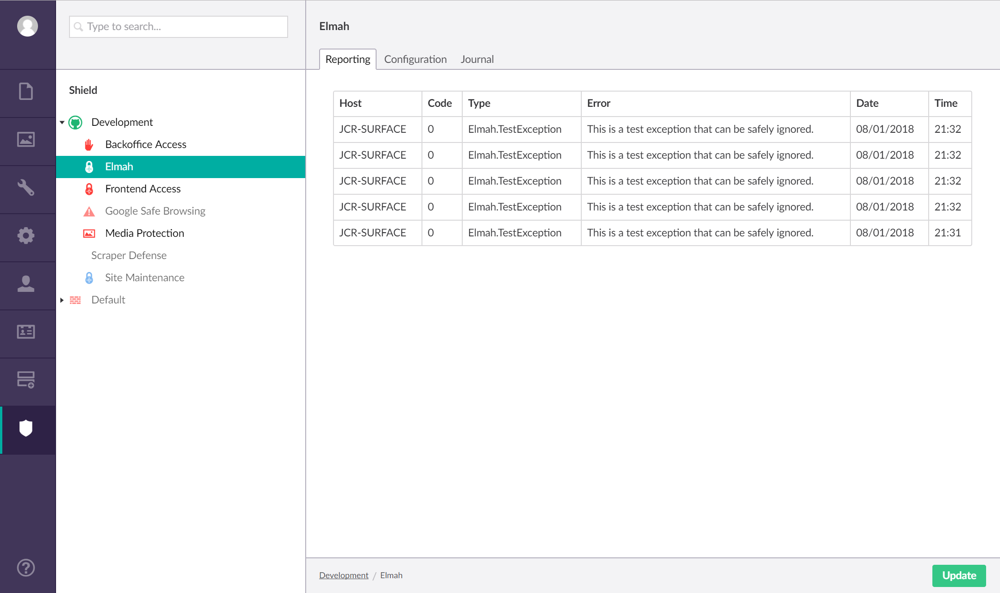 Type to search...
Shield
Development
Backoffice Access
Elmah
Frontend Access
Google Safe Browsing
Media Protection
Scraper Defense
Site Maintenance
Default
Elmah
Reporting Configuration Journal
Host Code Type Error Date Time
JCR-SURFACE 0 Elmah.TestException This is a test exception that can be safely ignored. 08/01/2018 21:32
JCR-SURFACE 0 Elmah.TestException This is a test exception that can be safely ignored. 08/01/2018 21:32
JCR-SURFACE 0 Elmah.TestException This is a test exception that can be safely ignored. 08/01/2018 21:32
JCR-SURFACE 0 Elmah.TestException This is a test exception that can be safely ignored. 08/01/2018 21:32
JCR-SURFACE 0 Elmah.TestException This is a test exception that can be safely ignored. 08/01/2018 21:31
Development / Elmah
Update